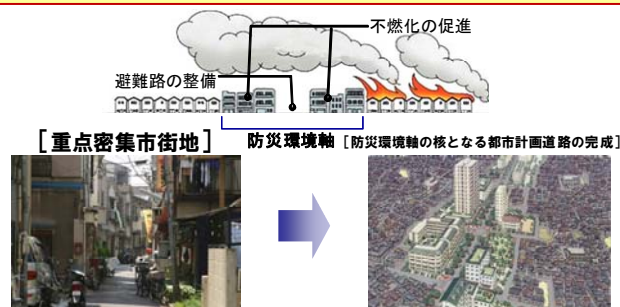 不燃化の促進
避難路の整備
［重点密集市街地］
防災環境軸［防災環境軸の核となる都市計画道路の完成］